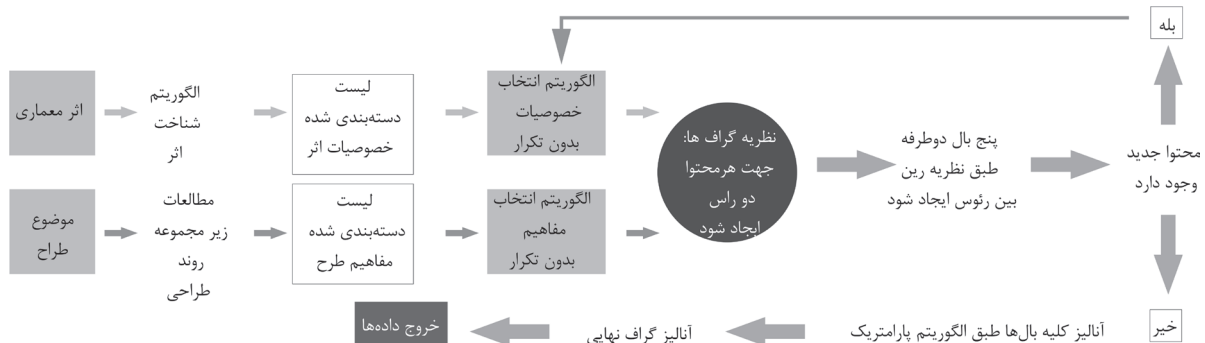 بله
اثر معماری
الگوریتم
شناخت
اثر
لیست
دسته‌بندی شده
خصوصیات اثر
الگوریتم انتخاب
خصوصیات
بدون تکرار
موضوع
طراح
مطالعات
زیر مجموعه
روند
طراحی
لیست
دسته‌بندی شده
مفاهیم طرح
الگوریتم انتخاب
مفاهیم
بدون تکرار
نظریه گراف ها:
جهت هرمحتوا
دو راس
ایجاد شود
پنج بال دوطرفه
طبق نظریه رین
بین رئوس ایجاد شود
محتوا جدید
وجود دارد
خیر
آنالیز کلیه بال‌ها طبق الگوریتم پارامتریک
آنالیز گراف نهایی
خروج داده‌ها